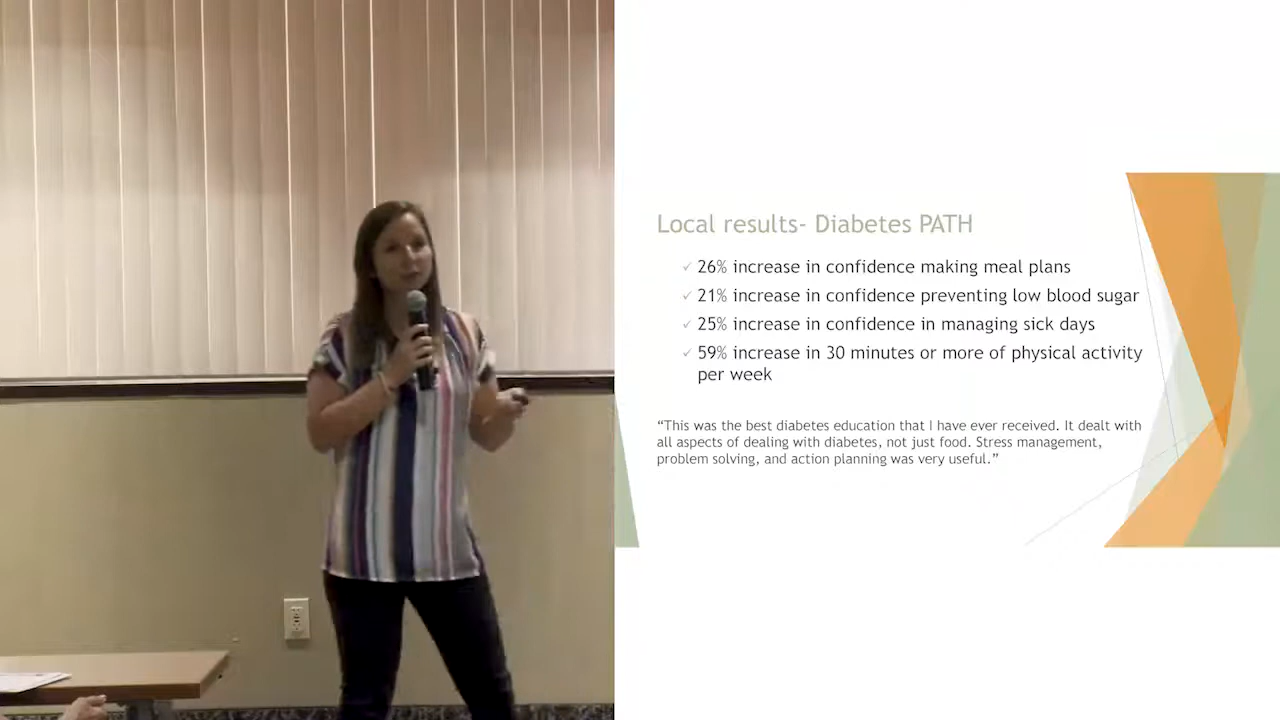 Local results- Diabetes PATH
26% increase in confidence making meal plans
21% increase in confidence preventing low blood sugar
25% increase in confidence in managing sick days
59% increase in 30 minutes or more of physical activity
per week
“This was the best diabetes education that I have ever received. It dealt with
all aspects of dealing with diabetes, not just food. Stress management,
problem solving, and action planning was very useful.”